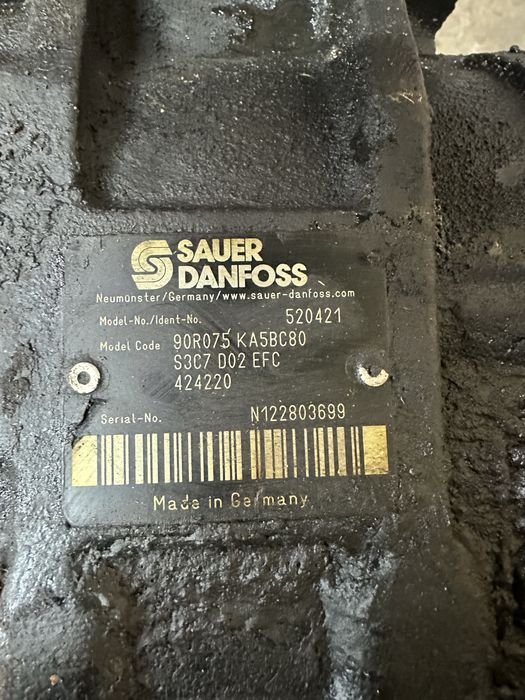 SAUER
DANFOSS
Neumünster/Germany/www.sauer-danfoss.com
Model-No./Ident-No. 520421
Model Code 90R075 KA5BC80
S3C7 D02 EFC
424220
Serial-No. N122803699
Made in Germany